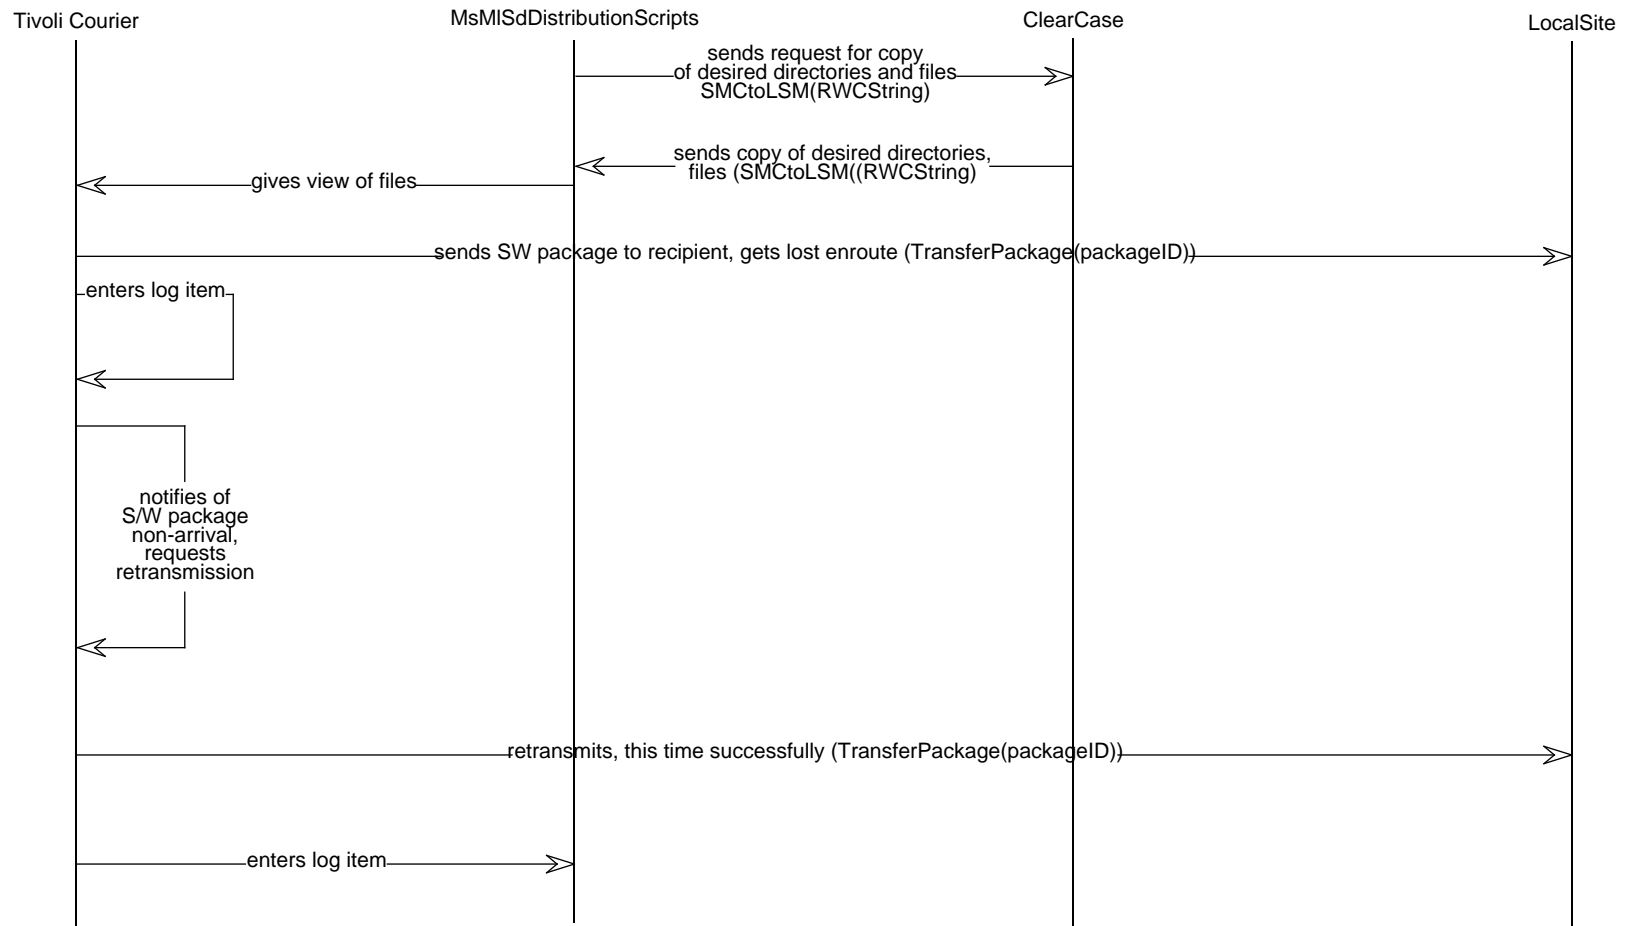 Tivoli Courier
MsMlSdDistributionScripts
ClearCase
LocalSite
sends request for copy
of desired directories and files
SMCtoLSM(RWCString)
sends copy of desired directories,
files (SMCtoLSM((RWCString)
gives view of files
sends SW package to recipient, gets lost enroute (TransferPackage(packageID))
enters log item
notifies of
S/W package
non-arrival,
requests
retransmission
retransmits, this time successfully (TransferPackage(packageID))
enters log item